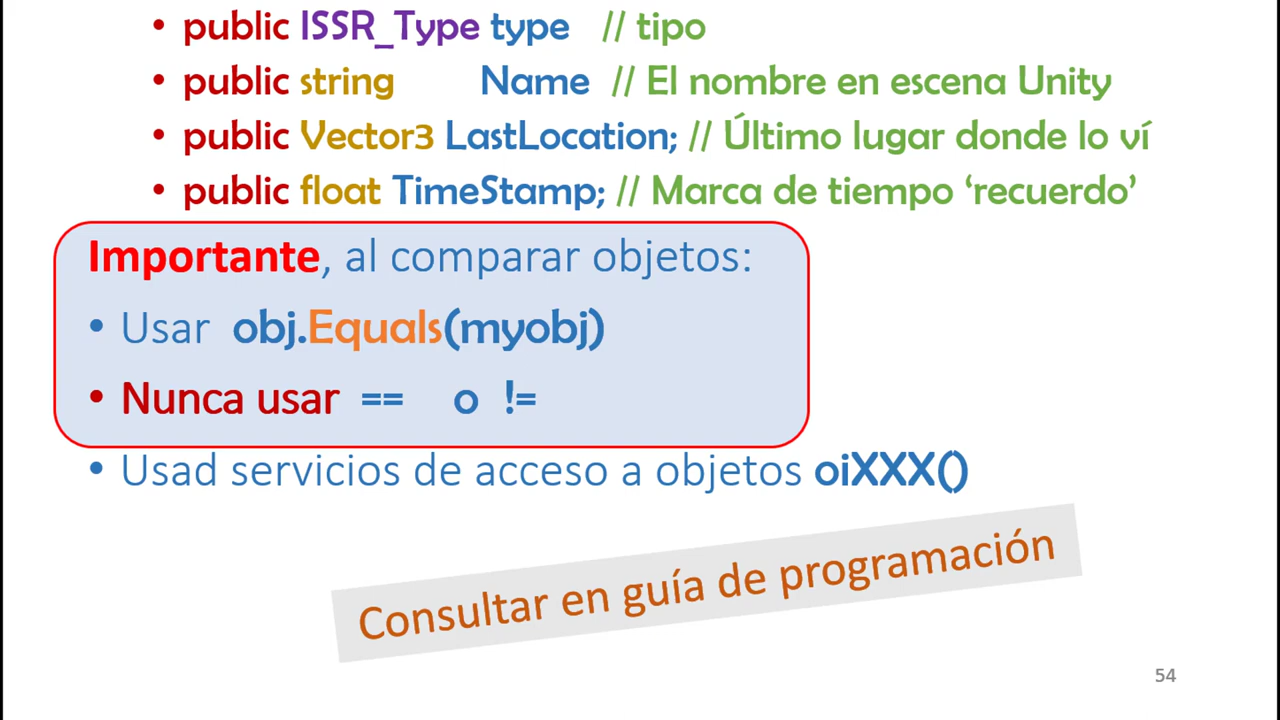 • public ISSR_Type type // tipo
• public string Name // El nombre en escena Unity
• public Vector3 LastLocation; // Último lugar donde lo ví
• public float TimeStamp; // Marca de tiempo ‘recuerdo’
Importante, al comparar objetos:
• Usar obj.Equals(myobj)
• Nunca usar == o !=
• Usad servicios de acceso a objetos oiXXX()
Consultar en guía de programación
54